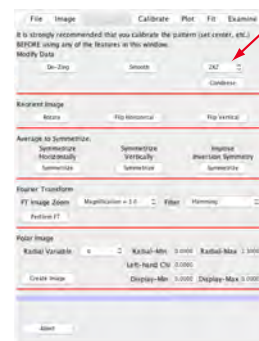 File Image Calibrate Plot Fit Examine
It is strongly recommended that you calibrate the pattern (set center, etc.)
BEFORE using any of the features in this window.
Modify Data
De-Zing Smooth 2X2
Condense
Reorient Image
Rotate Flip Horizontal Flip Vertical
Average to Symmetrize.
Symmetrize Horizontally Symmetrize Vertically Impose Inversion Symmetry
Symmetrize Symmetrize Symmetrize
Fourier Transform
FT Image Zoom Magnification = 1.0 Filter Hamming
Perform FT
Polar Image
Radial Variable Radial-Min 0.0000 Radial-Max
Left-hand Chi 0.0000
Create Image Display-Min 0.0000 Display-Max
Abort